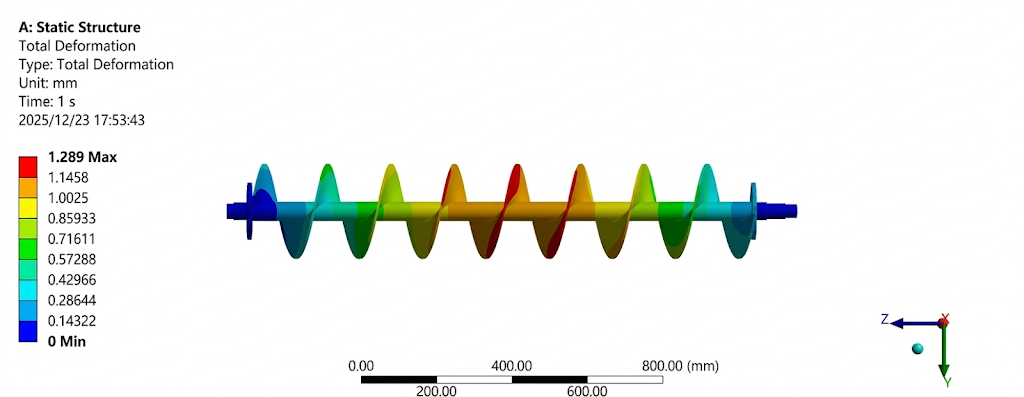 A: Static Structure
Total Deformation
Type: Total Deformation
Unit: mm
Time: 1 s
2025/12/23 17:53:43
1.289 Max
1.1458
1.0025
0.85933
0.71611
0.57288
0.42966
0.28644
0.14322
0 Min
0.00 400.00 800.00 (mm)
200.00 600.00
Z X
Y